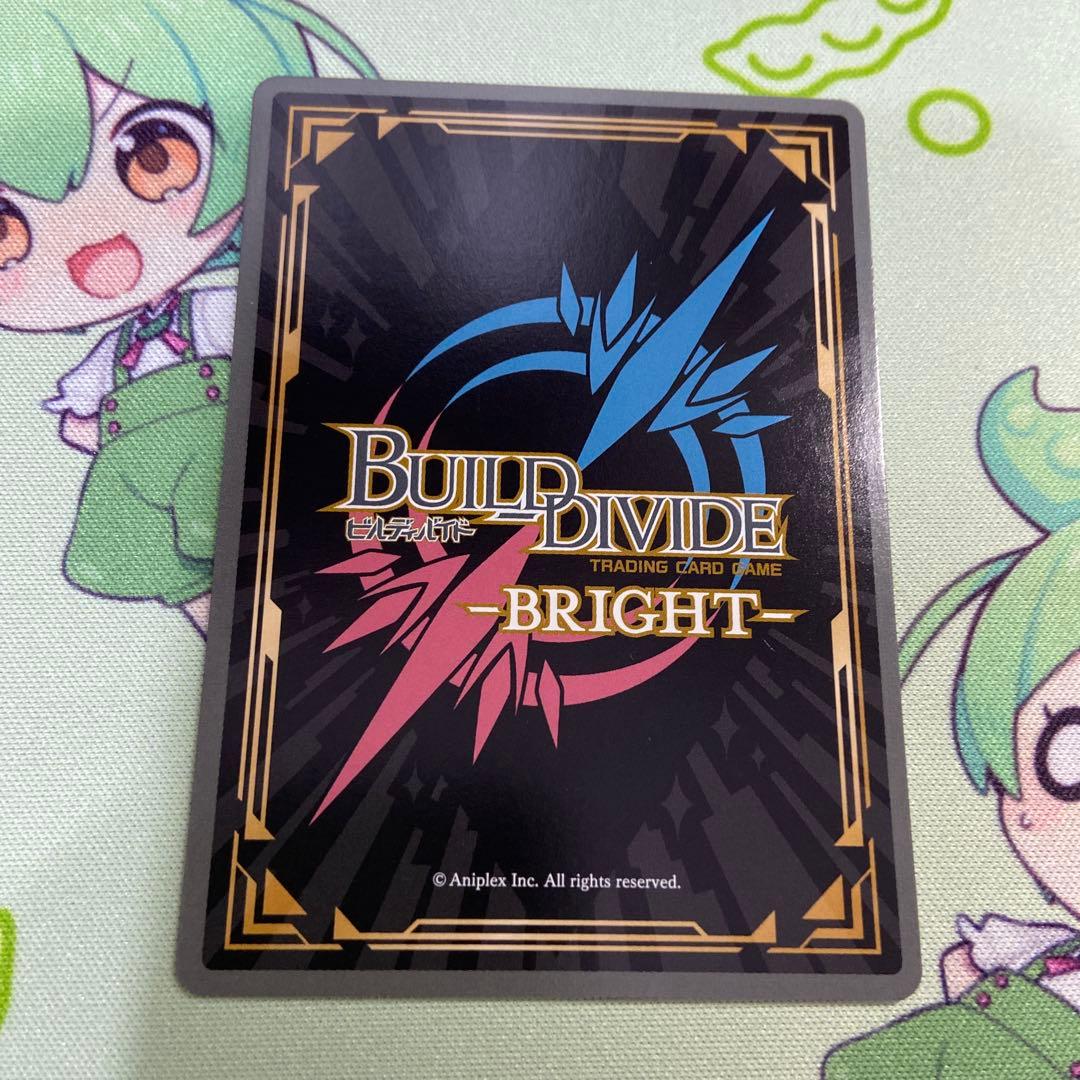 BUILD DIVIDE
ビルディバイド
TRADING CARD GAME
-BRIGHT-
© Aniplex Inc. All rights reserved.